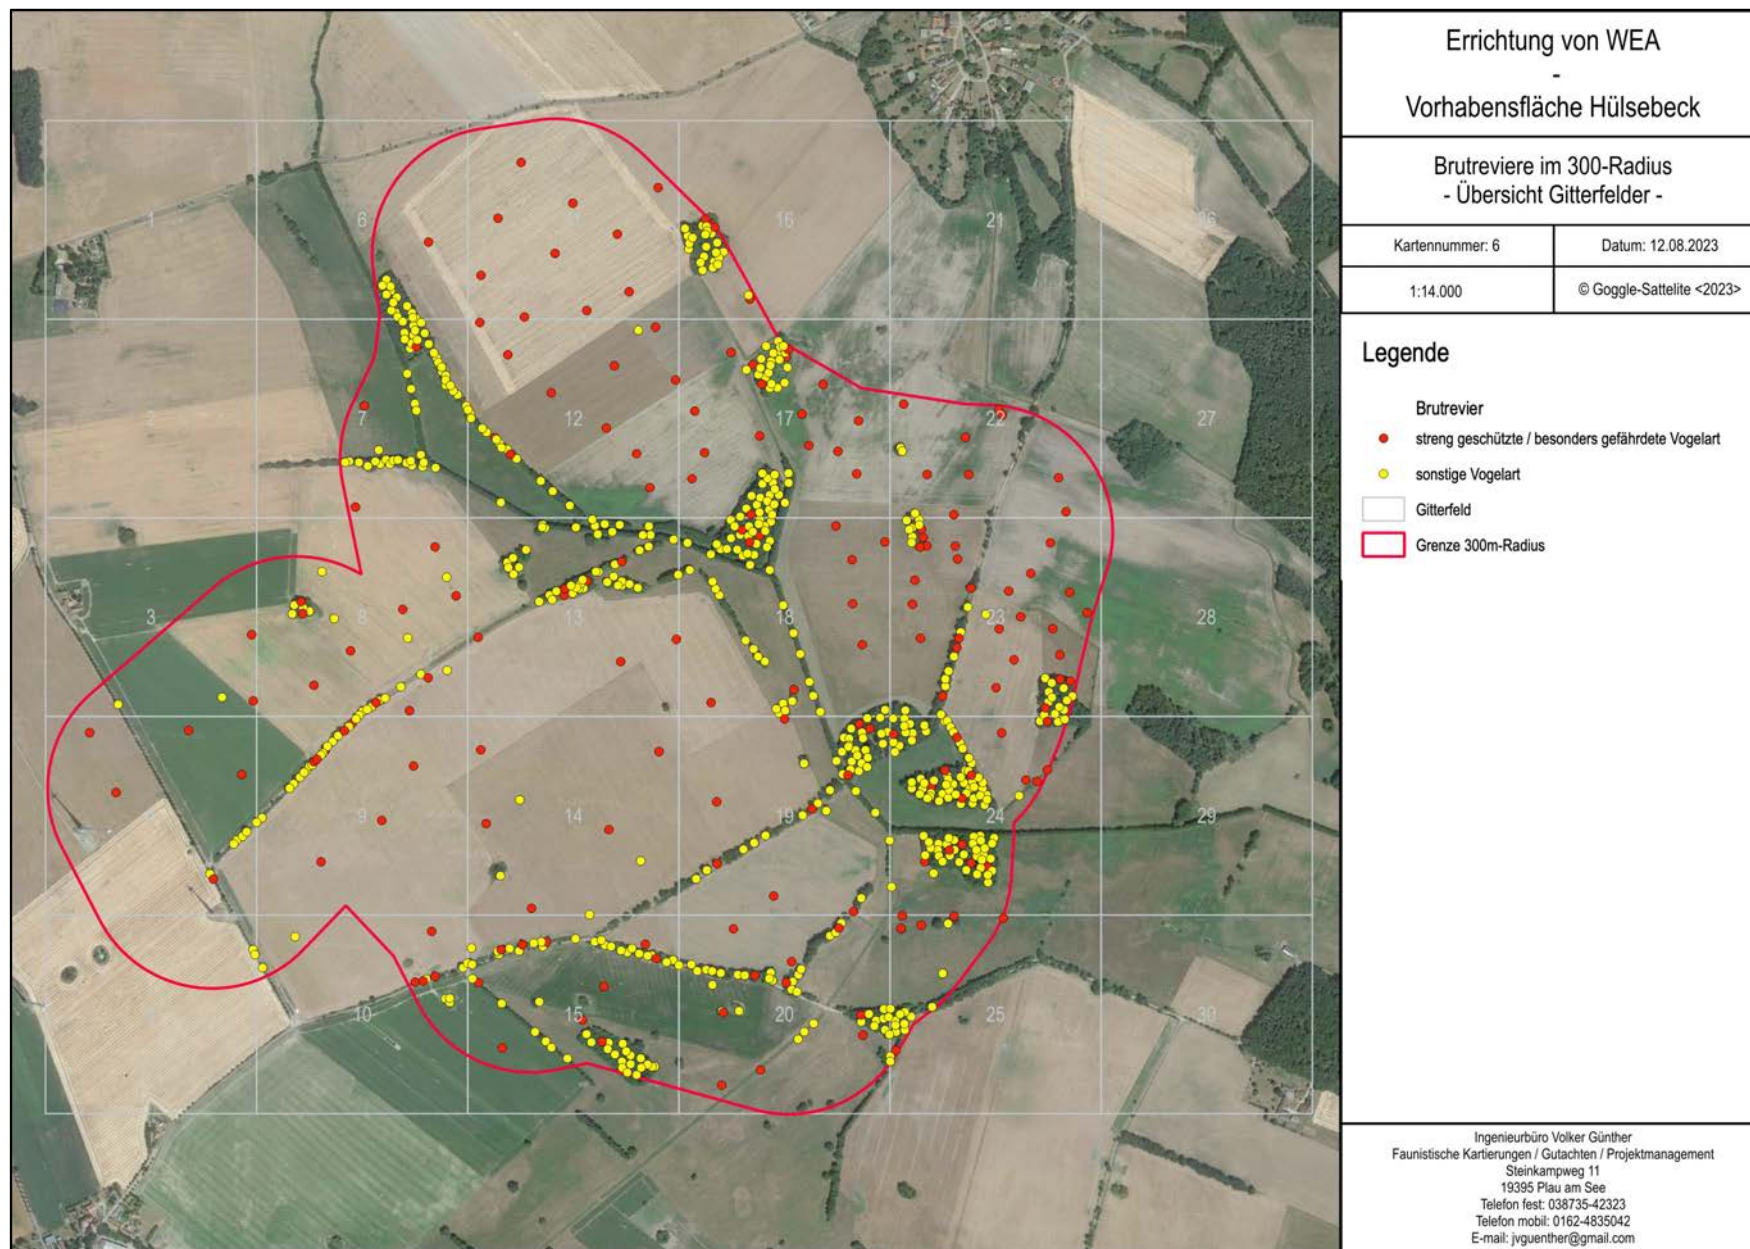 Errichtung von WEA
-
Vorhabensfläche Hülsebeck
Brutreviere im 300-Radius
- Übersicht Gitterfelder -
Kartennummer: 6
Datum: 12.08.2023
1:14.000
© Goggle-Sattelite <2023>
Legende
Brutrevier
streng geschützte / besonders gefährdete Vogelart
sonstige Vogelart
Gitterfeld
Grenze 300m-Radius
Ingenieurbüro Volker Günther
Faunistische Kartierungen / Gutachten / Projektmanagement
Steinkampweg 11
19395 Plau am See
Telefon fest: 038735-42323
Telefon mobil: 0162-4835042
E-mail: jvguenther@gmail.com
1
6
16
21
26
2
7
12
17
22
27
3
8
13
18
23
28
9
14
19
24
29
10
15
20
25
30